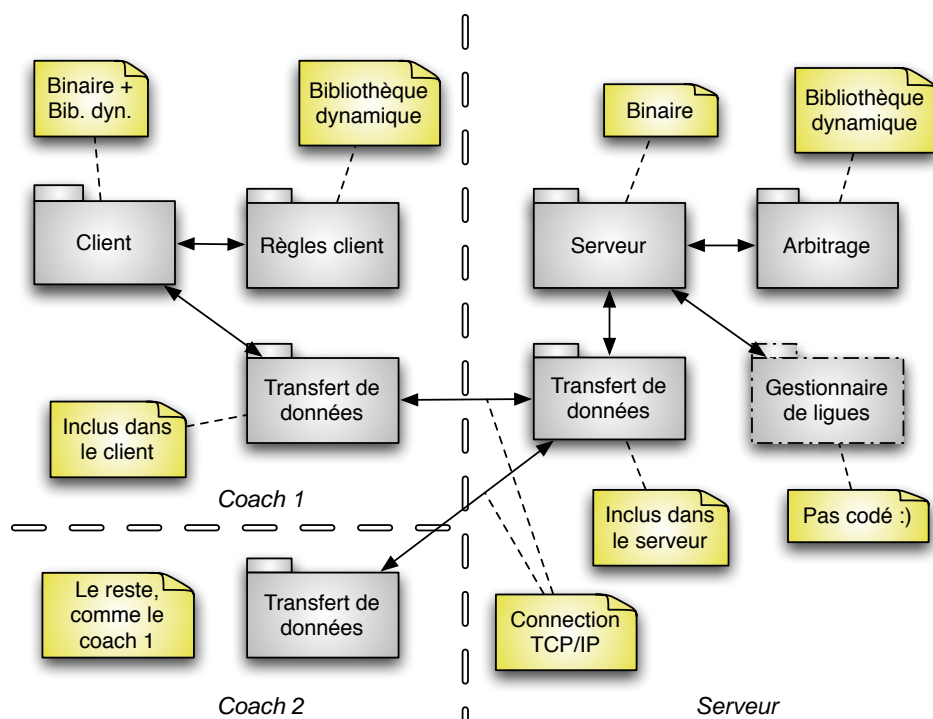 Binaire +
Bib. dyn.
Bibliothèque
dynamique
Client
Règles client
Transfert de
données
Inclus dans
le client
Coach 1
Le reste,
comme le
coach 1
Transfert de
données
Coach 2
Binaire
Bibliothèque
dynamique
Serveur
Arbitrage
Transfert de
données
Gestionnaire
de ligues
Inclus dans
le serveur
Pas codé :)
Connection
TCP/IP
Serveur